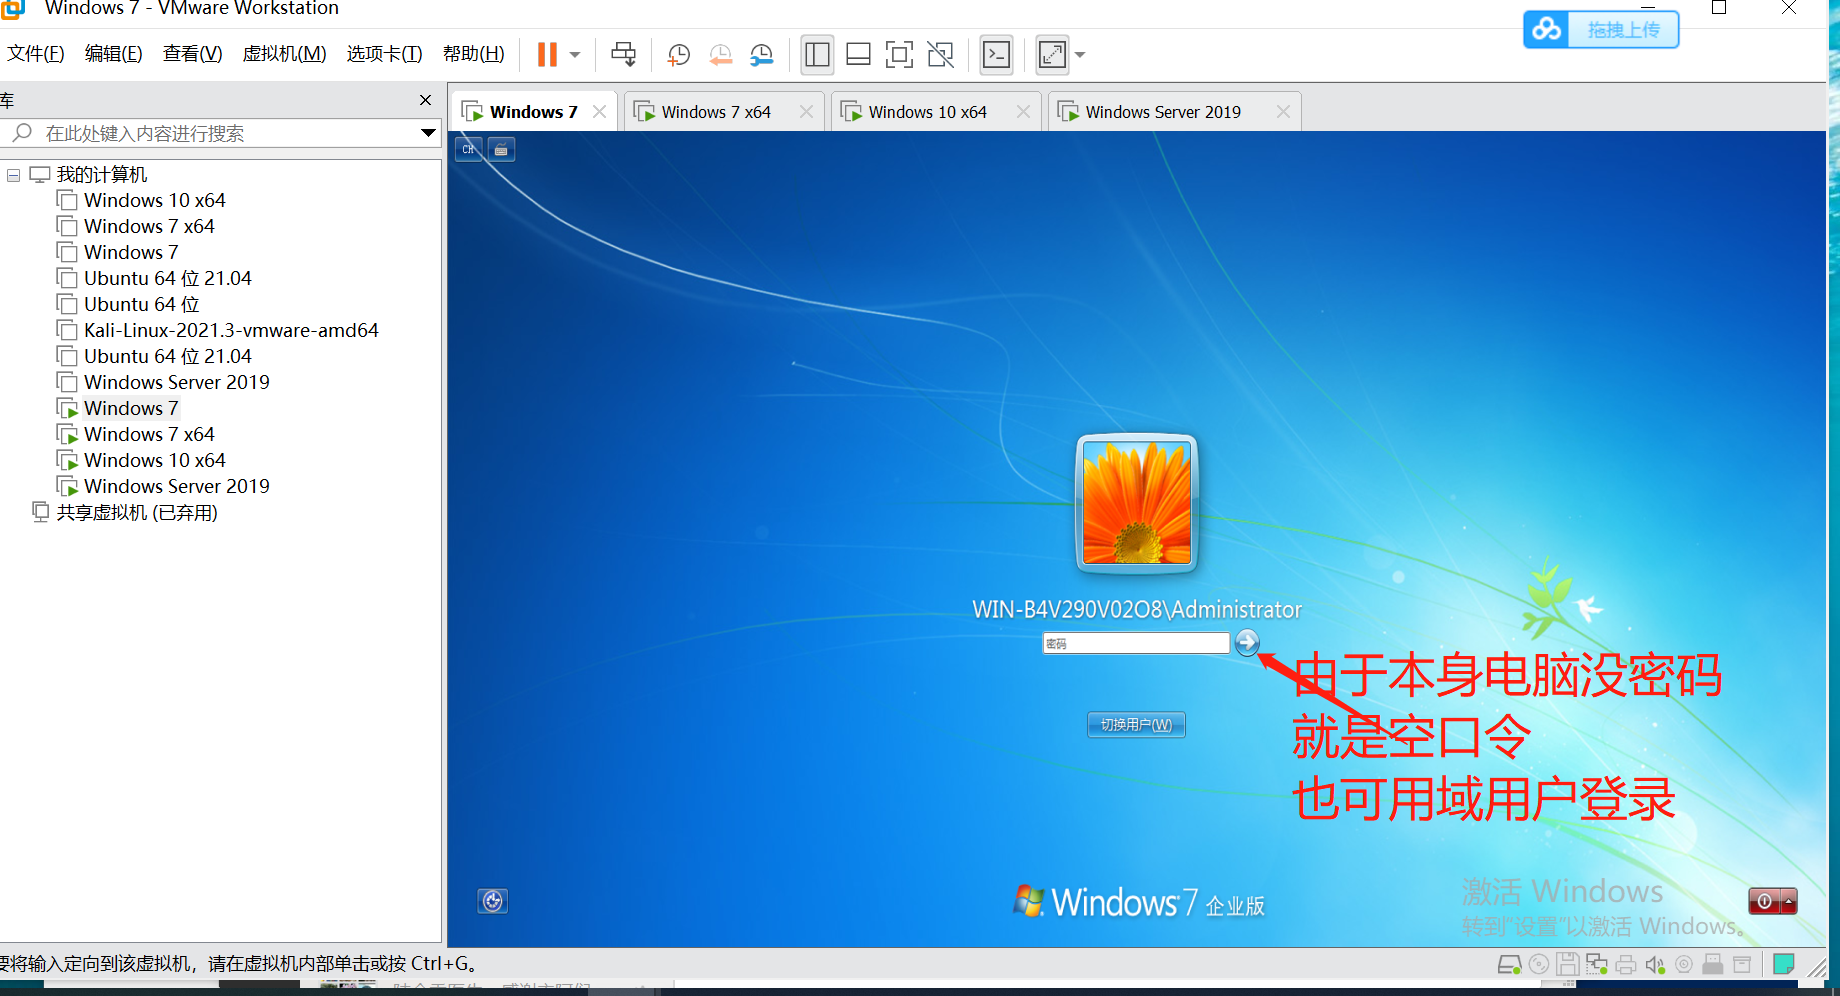 Windows 7 - VMware Workstation
拖拽上传
文件(F) 编辑(E) 查看(V) 虚拟机(M) 选项卡(T) 帮助(H)
库
在此处键入内容进行搜索
我的计算机
Windows 10 x64
Windows 7 x64
Windows 7
Ubuntu 64 位 21.04
Ubuntu 64 位
Kali-Linux-2021.3-vmware-amd64
Ubuntu 64 位 21.04
Windows Server 2019
Windows 7
Windows 7 x64
Windows 10 x64
Windows Server 2019
共享虚拟机 (已弃用)
Windows 7 Windows 7 x64 Windows 10 x64 Windows Server 2019
CH
WIN-B4V290V02O8\Administrator
密码
由于本身电脑没密码
就是空口令
也可用域用户登录
切换用户(W)
Windows 7 企业版
激活 Windows
转到"设置"以激活 Windows。
要将输入定向到该虚拟机，请在虚拟机内部单击或按 Ctrl+G。